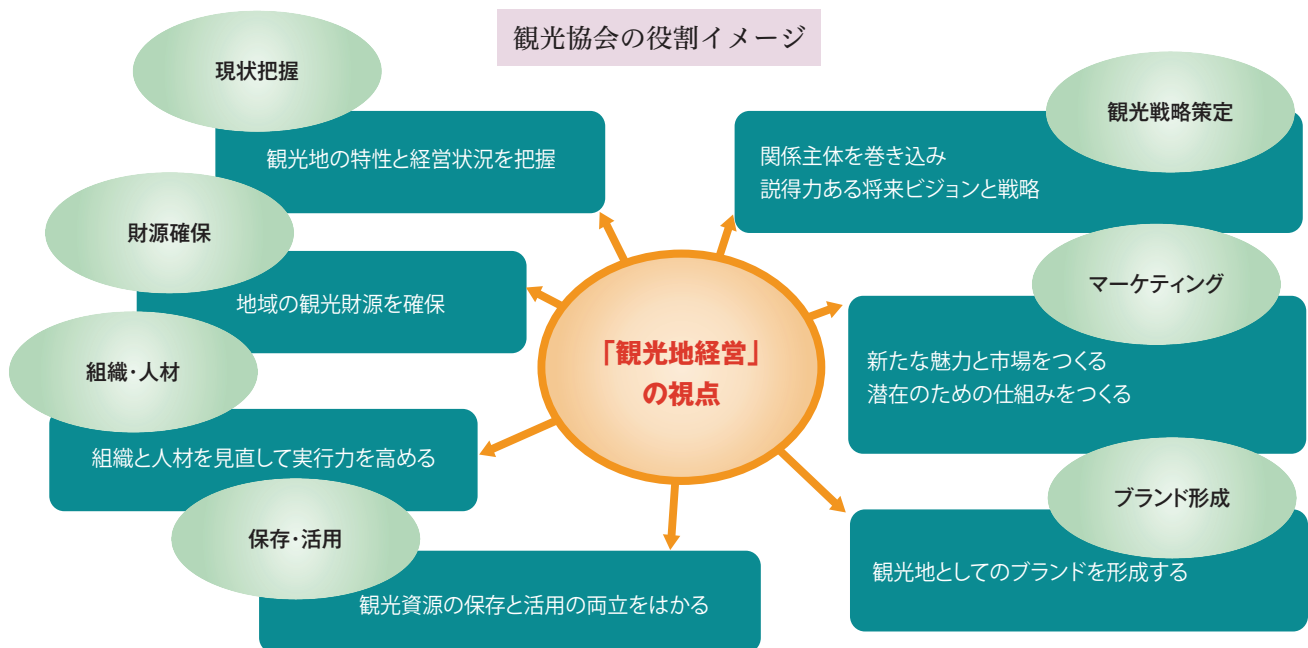 観光協会の役割イメージ
現状把握
観光地の特性と経営状況を把握
財源確保
地域の観光財源を確保
組織・人材
組織と人材を見直して実行力を高める
保存・活用
観光資源の保存と活用の両立をはかる
「観光地経営」
の視点
観光戦略策定
関係主体を巻き込み
説得力ある将来ビジョンと戦略
マーケティング
新たな魅力と市場をつくる
潜在のための仕組みをつくる
ブランド形成
観光地としてのブランドを形成する